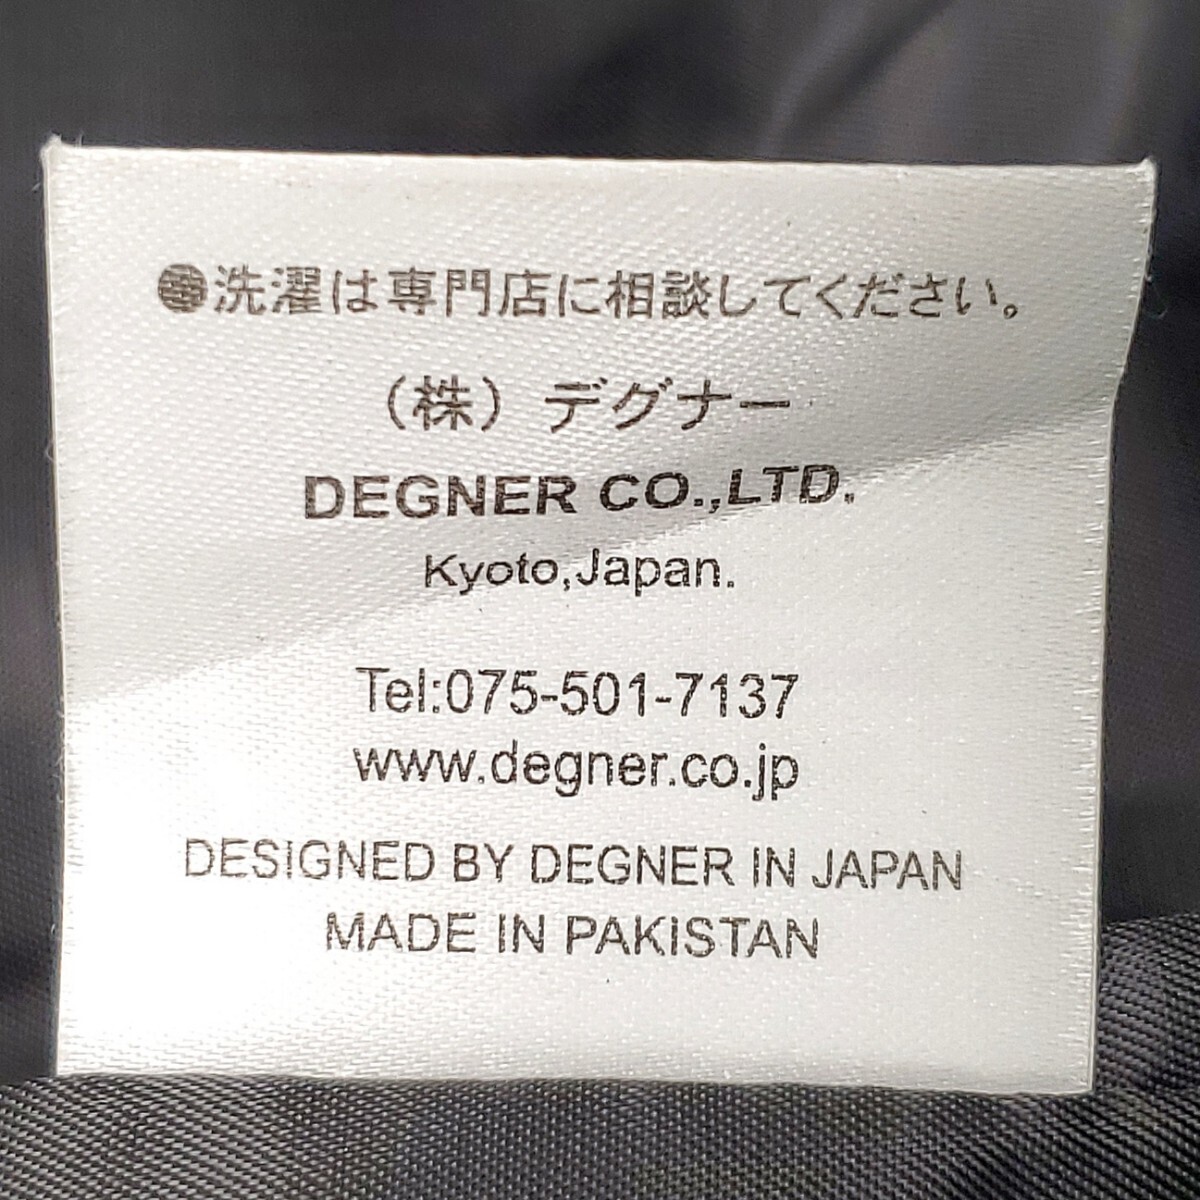 ●洗濯は専門店に相談してください。
（株）デグナー
DEGNER CO.,LTD.
Kyoto,Japan.
Tel:075-501-7137
www.degner.co.jp
DESIGNED BY DEGNER IN JAPAN
MADE IN PAKISTAN